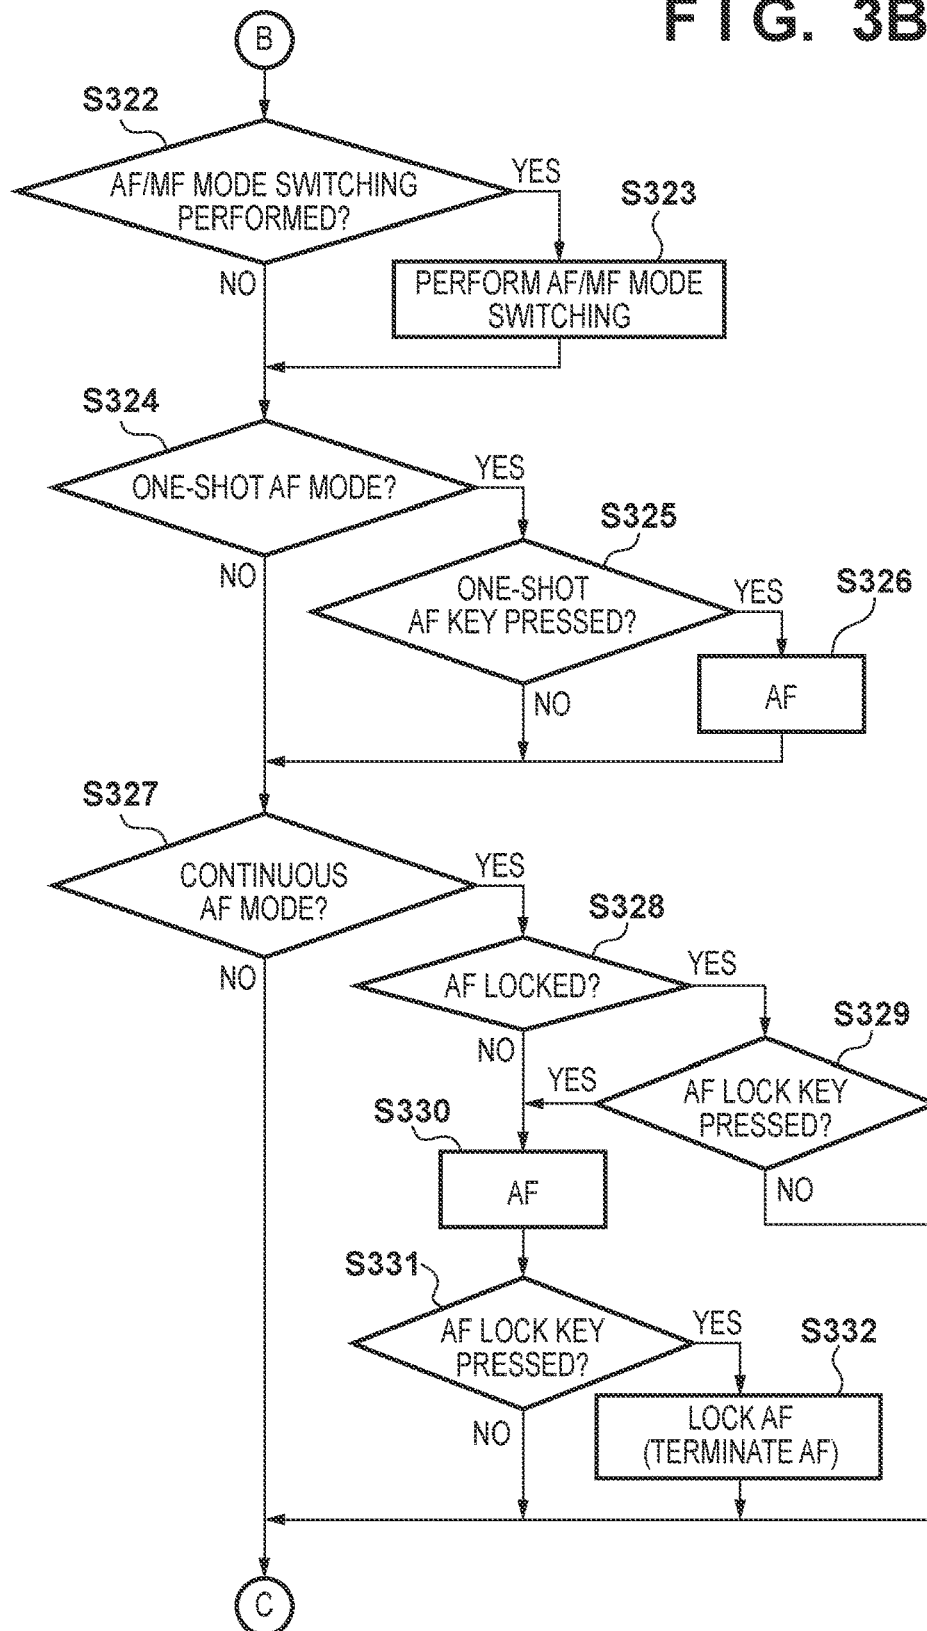 FIG. 3B
B
S322
AF/MF MODE SWITCHING
PERFORMED?
YES
NO
S323
PERFORM AF/MF MODE
SWITCHING
S324
ONE-SHOT AF MODE?
YES
NO
S325
ONE-SHOT
AF KEY PRESSED?
YES
NO
S326
AF
S327
CONTINUOUS
AF MODE?
YES
NO
S328
AF LOCKED?
YES
NO
S329
AF LOCK KEY
PRESSED?
YES
NO
S330
AF
S331
AF LOCK KEY
PRESSED?
YES
NO
S332
LOCK AF
(TERMINATE AF)
C